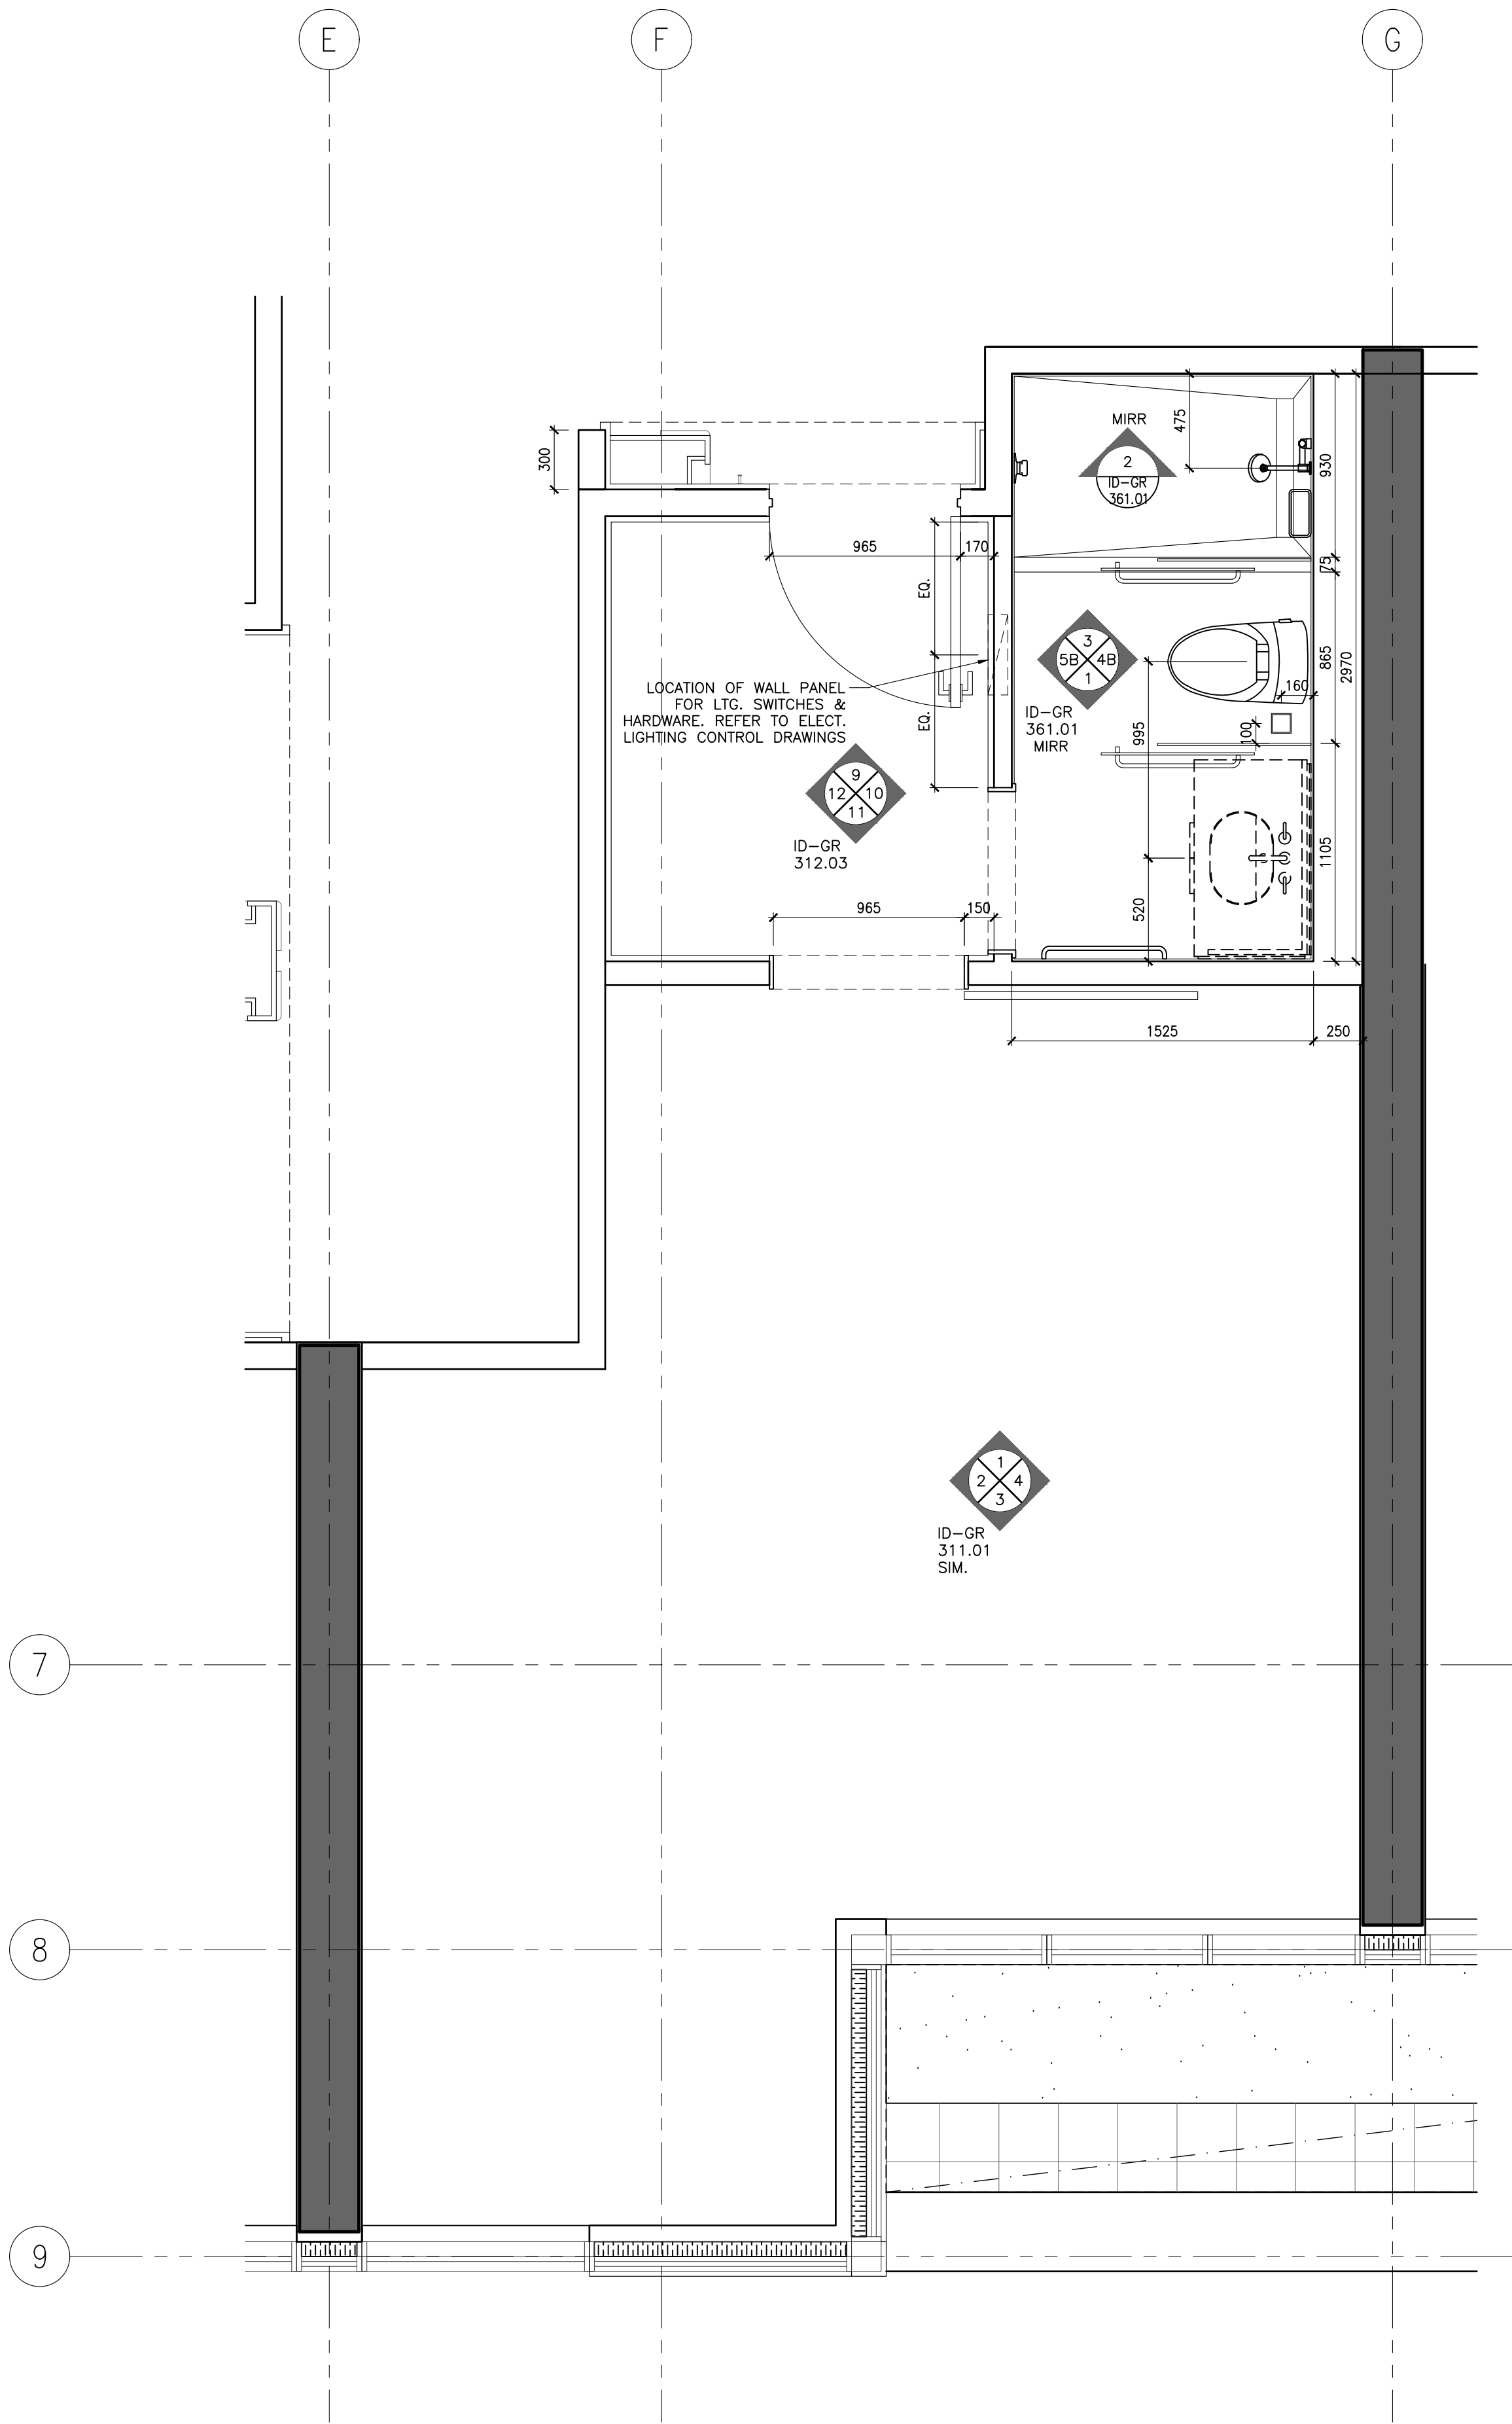 E
F
G
MIRR
2
ID-GR
361.01
475
930
300
965
170
75
EQ.
3
5B
4B
1
865
2970
160
LOCATION OF WALL PANEL
FOR LTG. SWITCHES &
HARDWARE. REFER TO ELECT.
LIGHTING CONTROL DRAWINGS
EQ.
ID-GR
361.01
MIRR
995
100
9
12
10
11
ID-GR
312.03
1105
965
150
520
1525
250
1
2
4
3
ID-GR
311.01
SIM.
7
8
9